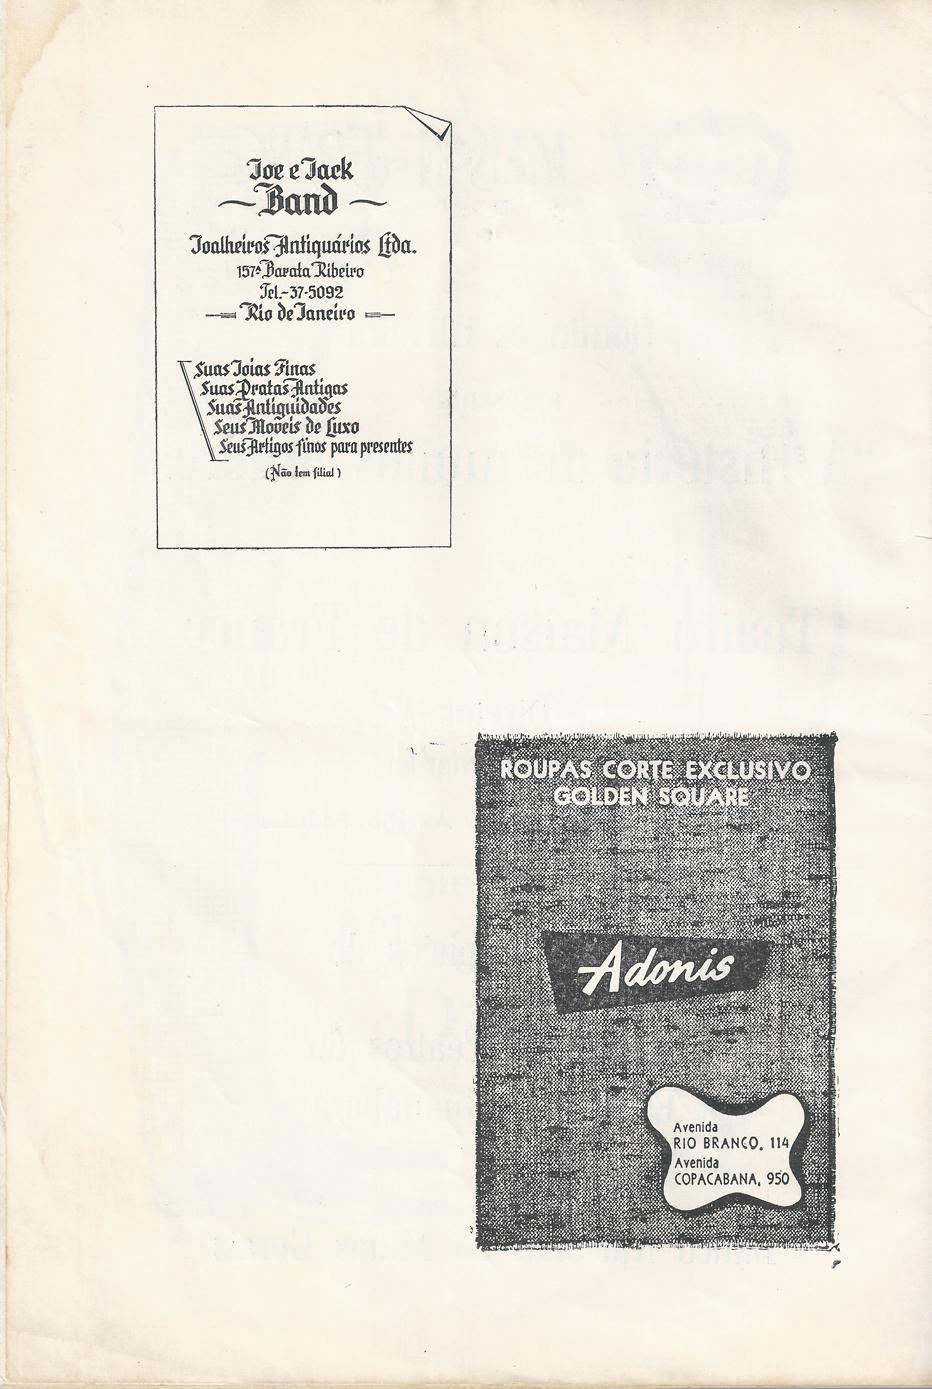 Joe e Jack
Band
Joalheiros Antiquários Ltda.
157ª Barata Ribeiro
Tel.-37-5092
Rio de Janeiro
Suas Joias Finas
Suas Pratas Antigas
Suas Antiguidades
Seus Moveis de Luxo
Seus Artigos finos para presentes
(Não tem filial)
ROUPAS CORTE EXCLUSIVO
GOLDEN SQUARE
Adonis
Avenida
RIO BRANCO, 114
Avenida
COPACABANA, 950